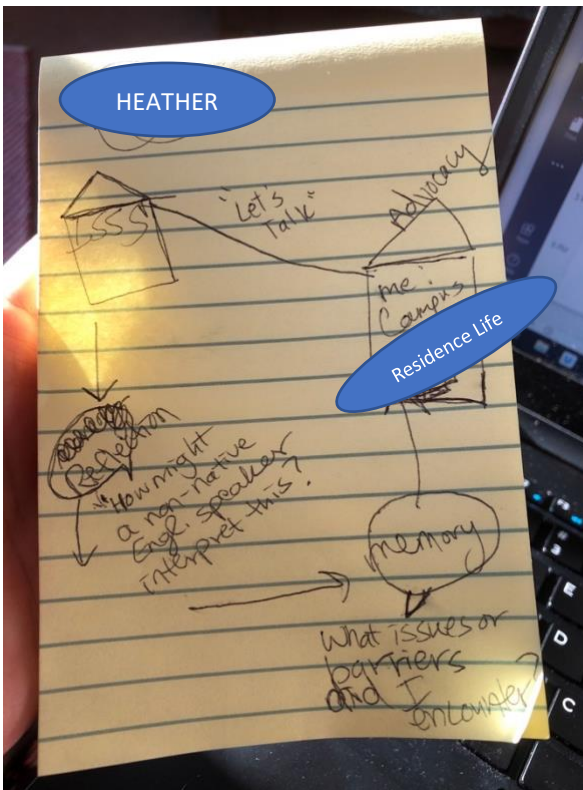 HEATHER
ISSS
"Let's
Talk"
Advocacy
me:
Campus
Residence Life
Reflection
"How might
a non-native
Engl. speaker
interpret this?
memory
What issues or
barriers
did I
encounter?
E
D
C